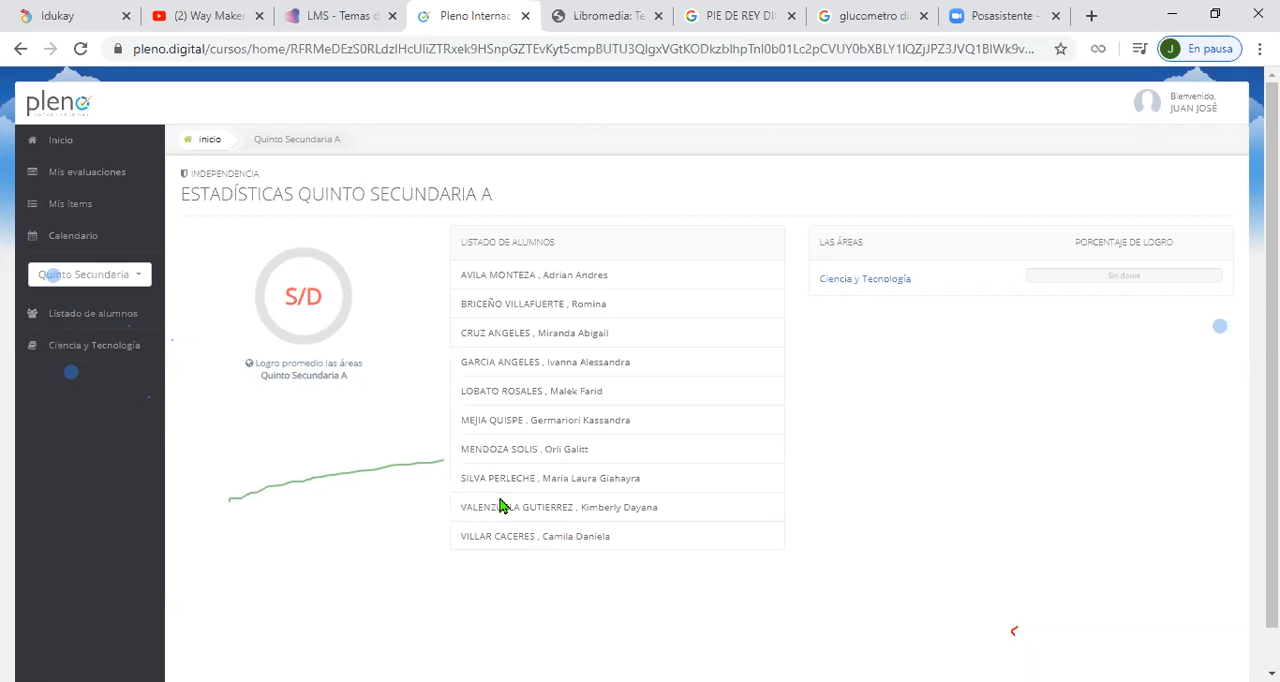 Idukay
(2) Way Maker
LMS - Temas d
Pleno Internac
Libromedia: Te
PIE DE REY DI
glucometro di
Posasistente -
pleno.digital/cursos/home/
En pausa
pleno
Bienvenido,
JUAN JOSÉ
Inicio
Mis evaluaciones
Mis ítems
Calendario
Quinto Secundaria
Listado de alumnos
Ciencia y Tecnología
inicio
Quinto Secundaria A
INDEPENDENCIA
ESTADÍSTICAS QUINTO SECUNDARIA A
S/D
Logro promedio las áreas
Quinto Secundaria A
LISTADO DE ALUMNOS
AVILA MONTEZA , Adrian Andres
BRICEÑO VILLAFUERTE , Romina
CRUZ ANGELES , Miranda Abigail
GARCIA ANGELES , Ivanna Alessandra
LOBATO ROSALES , Malek Farid
MEJIA QUISPE , Germariorí Kassandra
MENDOZA SOLIS , Orli Galitt
SILVA PERLECHE , Maria Laura Giahayra
VALENZUELA GUTIERREZ , Kimberly Dayana
VILLAR CACERES , Camila Daniela
LAS ÁREAS
PORCENTAJE DE LOGRO
Ciencia y Tecnología
Sin datos